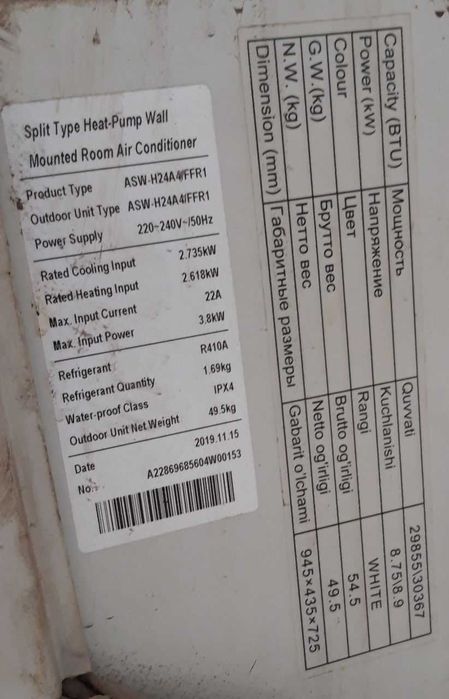 Split Type Heat-Pump Wall
Mounted Room Air Conditioner
Product Type ASW-H24A4/FFR1
Outdoor Unit Type ASW-H24A4/FFR1
Power Supply 220~240V~/50Hz
Rated Cooling Input 2.735kW
Rated Heating Input 2.618kW
Max. Input Current 22A
Max. Input Power 3.8kW
Refrigerant R410A
Refrigerant Quantity 1.69kg
Water-proof Class IPX4
Outdoor Unit Net Weight 49.5kg
Date 2019.11.15
No. A22869685604W00153
Capacity (BTU) Мощность Quvvati 29855\30367
Power (kW) Напряжение Kuchlanishi 8.75\8.9
Colour Цвет Rangi WHITE
G.W. (kg) Брутто вес Brutto og'irligi 54.5
N.W. (kg) Нетто вес Netto og'irligi 49.5
Dimension (mm) Габаритные размеры Gabarit o'lchami 945×435×725